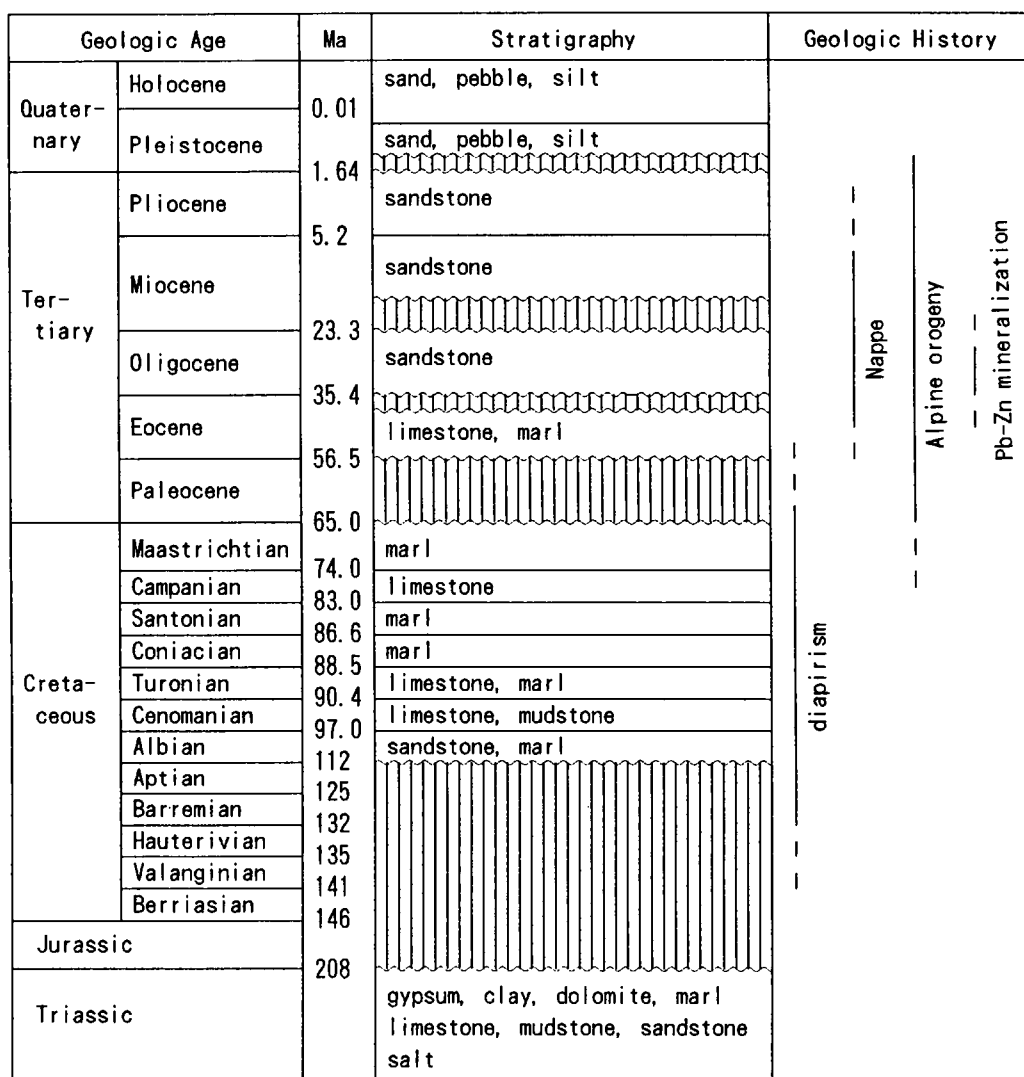 Geologic Age Ma Stratigraphy Geologic History
Quater-
nary
Holocene
sand, pebble, silt
0.01
Pleistocene
sand, pebble, silt
1.64
Ter-
tiary
Pliocene
sandstone
5.2
Miocene
sandstone
23.3
Oligocene
sandstone
35.4
Eocene
limestone, marl
56.5
Paleocene
65.0
Creta-
ceous
Maastrichtian
marl
74.0
Campanian
limestone
83.0
Santonian
marl
86.6
Coniacian
marl
88.5
Turonian
limestone, marl
90.4
Cenomanian
limestone, mudstone
97.0
Albian
sandstone, marl
112
Aptian
125
Barremian
132
Hauterivian
135
Valanginian
141
Berriasian
146
Jurassic
208
Triassic
gypsum, clay, dolomite, marl
limestone, mudstone, sandstone
salt
diapirism
Nappe
Alpine orogeny
Pb-Zn mineralization